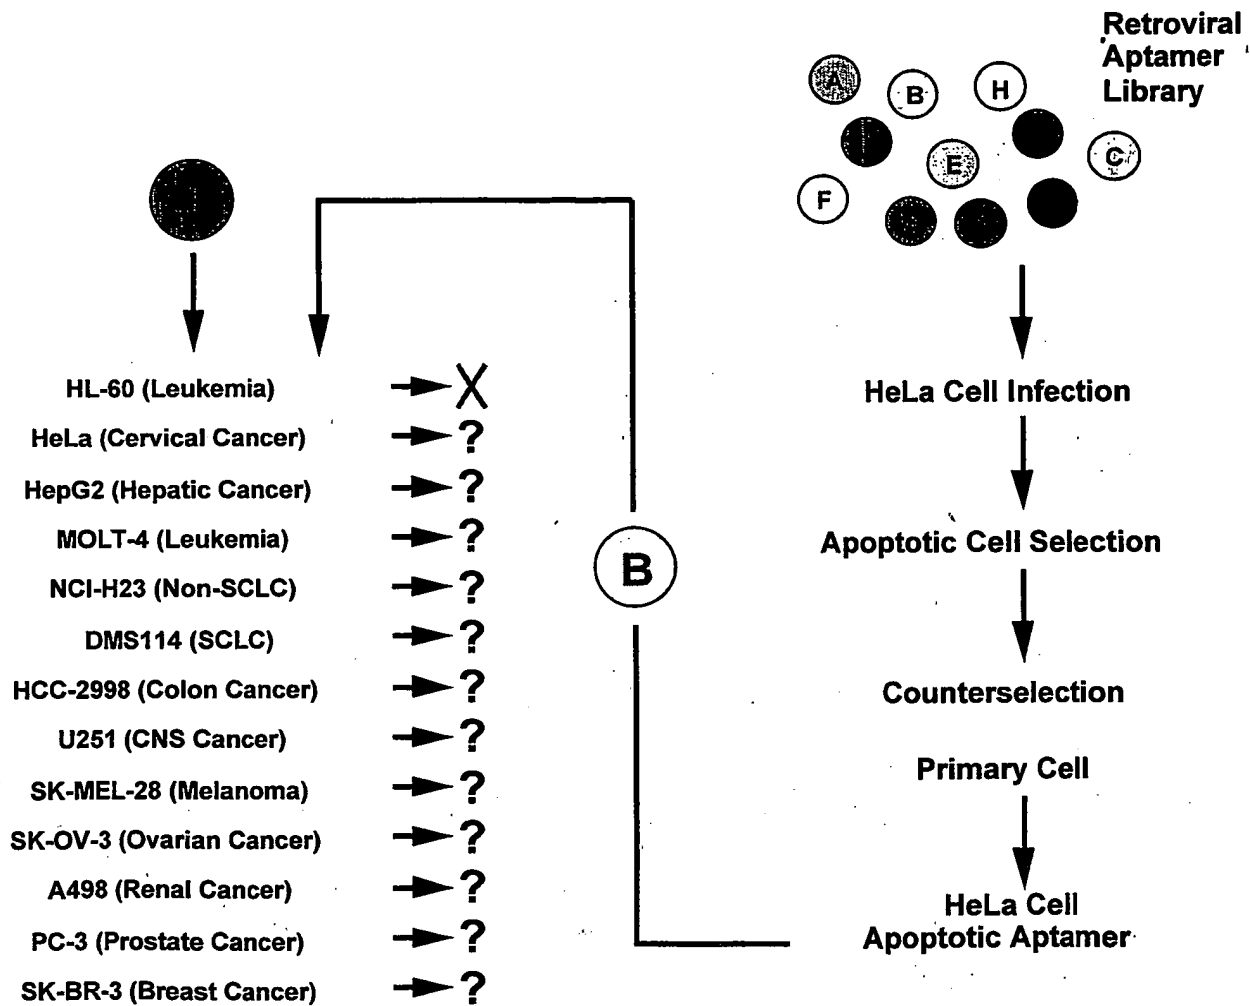 Retroviral
Aptamer
Library
A
B
H
E
C
F
HL-60 (Leukemia) X
HeLa (Cervical Cancer) ?
HepG2 (Hepatic Cancer) ?
MOLT-4 (Leukemia) ?
NCI-H23 (Non-SCLC) ?
DMS114 (SCLC) ?
HCC-2998 (Colon Cancer) ?
U251 (CNS Cancer) ?
SK-MEL-28 (Melanoma) ?
SK-OV-3 (Ovarian Cancer) ?
A498 (Renal Cancer) ?
PC-3 (Prostate Cancer) ?
SK-BR-3 (Breast Cancer) ?
B
HeLa Cell Infection
Apoptotic Cell Selection
Counterselection
Primary Cell
HeLa Cell
Apoptotic Aptamer